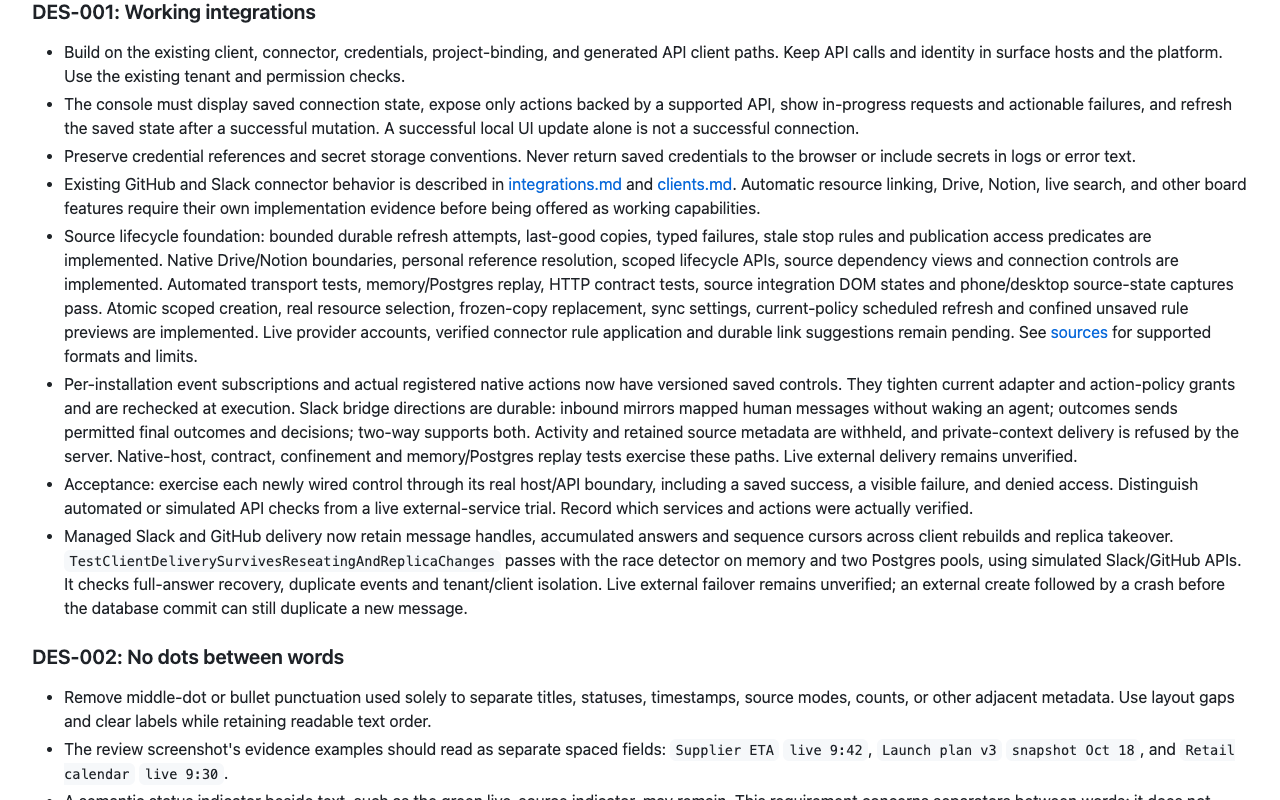 DES-001: Working integrations
Build on the existing client, connector, credentials, project-binding, and generated API client paths. Keep API calls and identity in surface hosts and the platform.
Use the existing tenant and permission checks.
The console must display saved connection state, expose only actions backed by a supported API, show in-progress requests and actionable failures, and refresh
the saved state after a successful mutation. A successful local UI update alone is not a successful connection.
Preserve credential references and secret storage conventions. Never return saved credentials to the browser or include secrets in logs or error text.
Existing GitHub and Slack connector behavior is described in integrations.md and clients.md. Automatic resource linking, Drive, Notion, live search, and other board
features require their own implementation evidence before being offered as working capabilities.
Source lifecycle foundation: bounded durable refresh attempts, last-good copies, typed failures, stale stop rules and publication access predicates are
implemented. Native Drive/Notion boundaries, personal reference resolution, scoped lifecycle APIs, source dependency views and connection controls are
implemented. Automated transport tests, memory/Postgres replay, HTTP contract tests, source integration DOM states and phone/desktop source-state captures
pass. Atomic scoped creation, real resource selection, frozen-copy replacement, sync settings, current-policy scheduled refresh and confined unsaved rule
previews are implemented. Live provider accounts, verified connector rule application and durable link suggestions remain pending. See sources for supported
formats and limits.
Per-installation event subscriptions and actual registered native actions now have versioned saved controls. They tighten current adapter and action-policy grants
and are rechecked at execution. Slack bridge directions are durable: inbound mirrors mapped human messages without waking an agent; outcomes sends
permitted final outcomes and decisions; two-way supports both. Activity and retained source metadata are withheld, and private-context delivery is refused by the
server. Native-host, contract, confinement and memory/Postgres replay tests exercise these paths. Live external delivery remains unverified.
Acceptance: exercise each newly wired control through its real host/API boundary, including a saved success, a visible failure, and denied access. Distinguish
automated or simulated API checks from a live external-service trial. Record which services and actions were actually verified.
Managed Slack and GitHub delivery now retain message handles, accumulated answers and sequence cursors across client rebuilds and replica takeover.
TestClientDeliverySurvivesReseatingAndReplicaChanges passes with the race detector on memory and two Postgres pools, using simulated Slack/GitHub APIs.
It checks full-answer recovery, duplicate events and tenant/client isolation. Live external failover remains unverified; an external create followed by a crash before
the database commit can still duplicate a new message.
DES-002: No dots between words
Remove middle-dot or bullet punctuation used solely to separate titles, statuses, timestamps, source modes, counts, or other adjacent metadata. Use layout gaps
and clear labels while retaining readable text order.
The review screenshot's evidence examples should read as separate spaced fields: Supplier ETA live 9:42, Launch plan v3 snapshot Oct 18, and Retail
calendar live 9:30.
A semantic status indicator beside text, such as the green live-source indicator, may remain. This requirement concerns separators between words; it does not